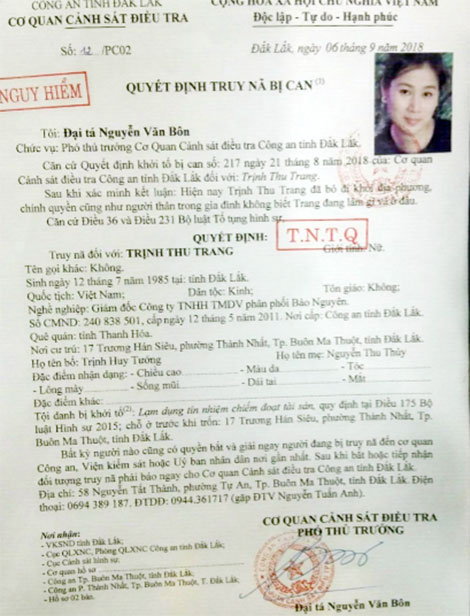 CÔNG AN TỈNH ĐẮK LẮK
CƠ QUAN CẢNH SÁT ĐIỀU TRA
CỘNG HÒA XÃ HỘI CHỦ NGHĨA VIỆT NAM
Độc lập - Tự do - Hạnh phúc
Số: 12 /PC02
Đắk Lắk, ngày 06 tháng 9 năm 2018
NGUY HIỂM
QUYẾT ĐỊNH TRUY NÃ BỊ CAN (2)
Tôi: Đại tá Nguyễn Văn Bôn
Chức vụ: Phó thủ trưởng Cơ Quan Cảnh sát điều tra Công an tỉnh Đắk Lắk.
Căn cứ Quyết định khởi tố bị can số: 217 ngày 21 tháng 8 năm 2018 của: Cơ quan
Cảnh sát điều tra Công an tỉnh Đắk Lắk đối với: Trịnh Thu Trang.
Sau khi xác minh kết luận: Hiện nay Trịnh Thu Trang đã bỏ đi khỏi địa phương,
chính quyền cũng như người thân trong gia đình không biết Trang đang làm gì và ở đâu.
Căn cứ Điều 36 và Điều 231 Bộ luật Tố tụng hình sự.
QUYẾT ĐỊNH:
T.N.T.Q
Truy nã đối với: TRỊNH THU TRANG
Giới tính: Nữ.
Tên gọi khác: Không.
Sinh ngày 12 tháng 7 năm 1985 tại: tỉnh Đắk Lắk.
Quốc tịch: Việt Nam; Dân tộc: Kinh; Tôn giáo: Không;
Nghề nghiệp: Giám đốc Công ty TNHH TMDV phân phối Bảo Nguyên.
Số CMND: 240 838 501, cấp ngày 12 tháng 5 năm 2011. Nơi cấp: Công an tỉnh Đắk Lắk.
Quê quán: tỉnh Thanh Hóa.
Nơi cư trú: 17 Trương Hán Siêu, phường Thành Nhất, Tp. Buôn Ma Thuột, tỉnh Đắk Lắk.
Họ tên bố: Trịnh Huy Tưởng Họ tên mẹ: Nguyễn Thu Thủy
Đặc điểm nhận dạng: - Chiều cao - Màu da - Tóc
- Lông mày - Sống mũi - Dái tai - Mắt
Đặc điểm khác:
Tội danh bị khởi tố(2): Lạm dụng tín nhiệm chiếm đoạt tài sản, quy định tại Điều 175 Bộ
luật Hình sự 2015; chỗ ở trước khi trốn: 17 Trương Hán Siêu, phường Thành Nhất, Tp.
Buôn Ma Thuột, tỉnh Đắk Lắk.
Bất kỳ người nào cũng có quyền bắt và giải ngay người đang bị truy nã đến cơ quan
Công an, Viện kiểm sát hoặc Uỷ ban nhân dân nơi gần nhất. Sau khi bắt hoặc tiếp nhận
đối tượng truy nã phải báo ngay cho Cơ quan Cảnh sát điều tra Công an tỉnh Đắk Lắk.
Địa chỉ: 58 Nguyễn Tất Thành, phường Tự An, Tp. Buôn Ma Thuột, tỉnh Đắk Lắk. Điện
thoại: 0694 389 187. ĐTDĐ: 0944.361717 (gặp ĐTV Nguyễn Tuấn Anh).
Nơi nhận:
- VKSND tỉnh Đắk Lắk;
- Cục QLXNC, Phòng QLXNC Công an tỉnh Đắk Lắk;
- Cục Cảnh sát hình sự;
- Cơ quan hồ sơ
- Công an Tp. Buôn Ma Thuột, tỉnh Đắk Lắk;
- Công an P. Thành Nhất, Tp. Buôn Ma Thuột, T. Đắk Lắk;
- Hồ sơ 02 bản.
CƠ QUAN CẢNH SÁT ĐIỀU TRA
PHÓ THỦ TRƯỞNG
Đại tá Nguyễn Văn Bôn